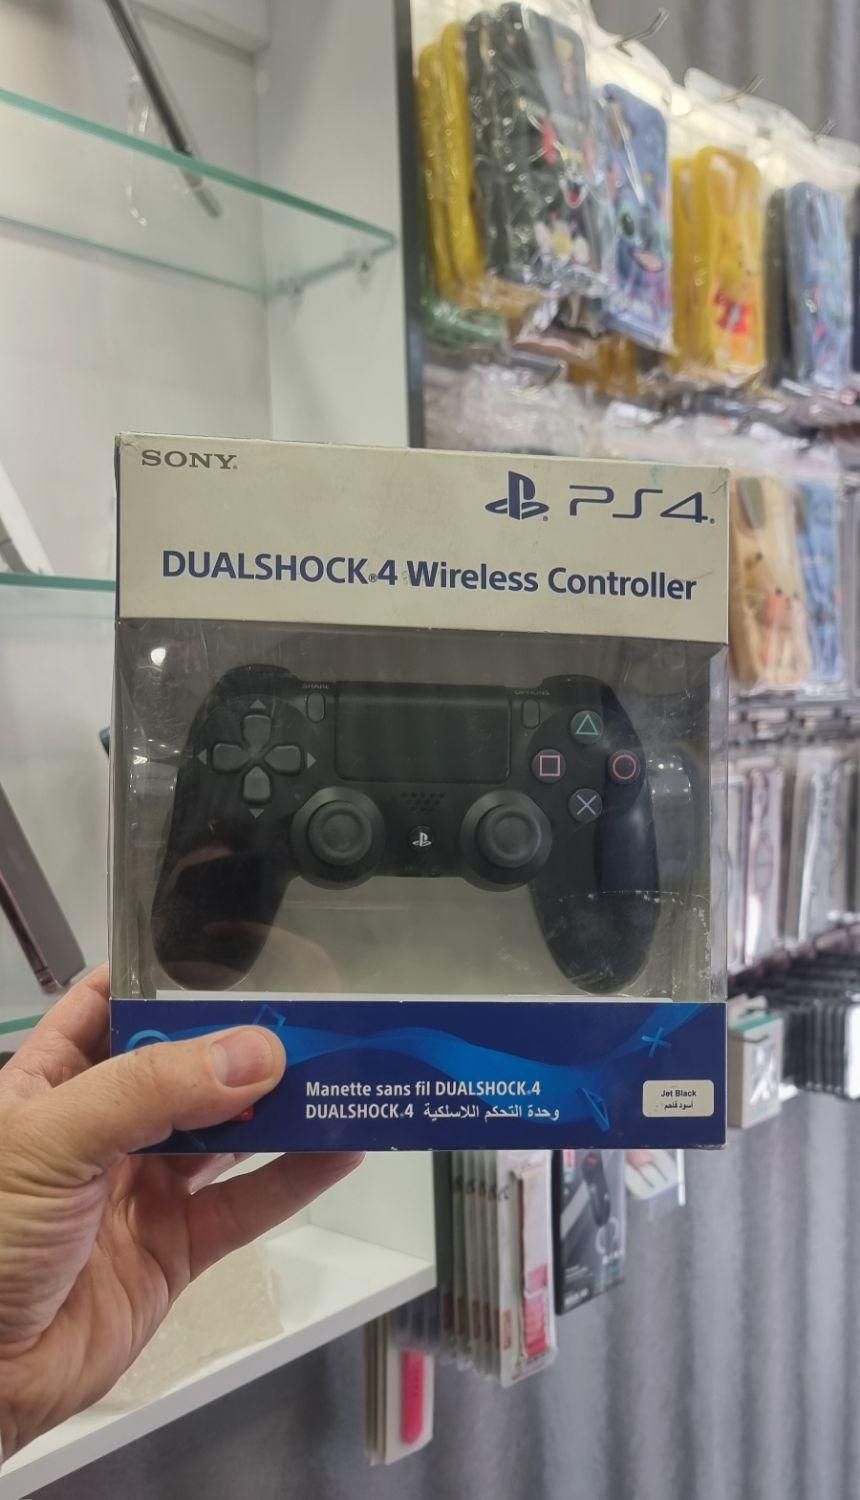 SONY
PS4
DUALSHOCK®4 Wireless Controller
SHARE
OPTIONS
Manette sans fil DUALSHOCK®4
وحدة التحكم اللاسلكية DUALSHOCK®4
Jet Black
أسود فاحم